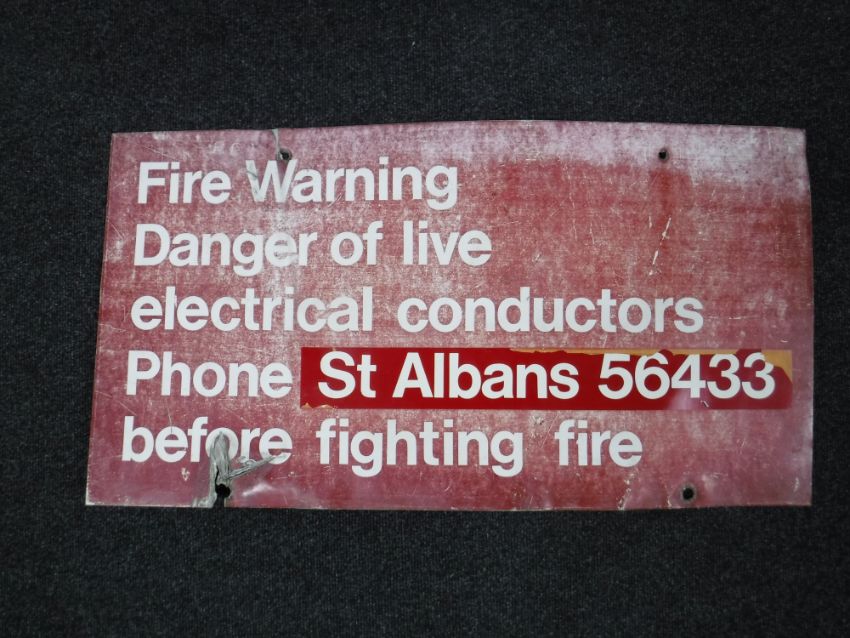 Fire Warning
Danger of live
electrical conductors
Phone St Albans 56433
before fighting fire